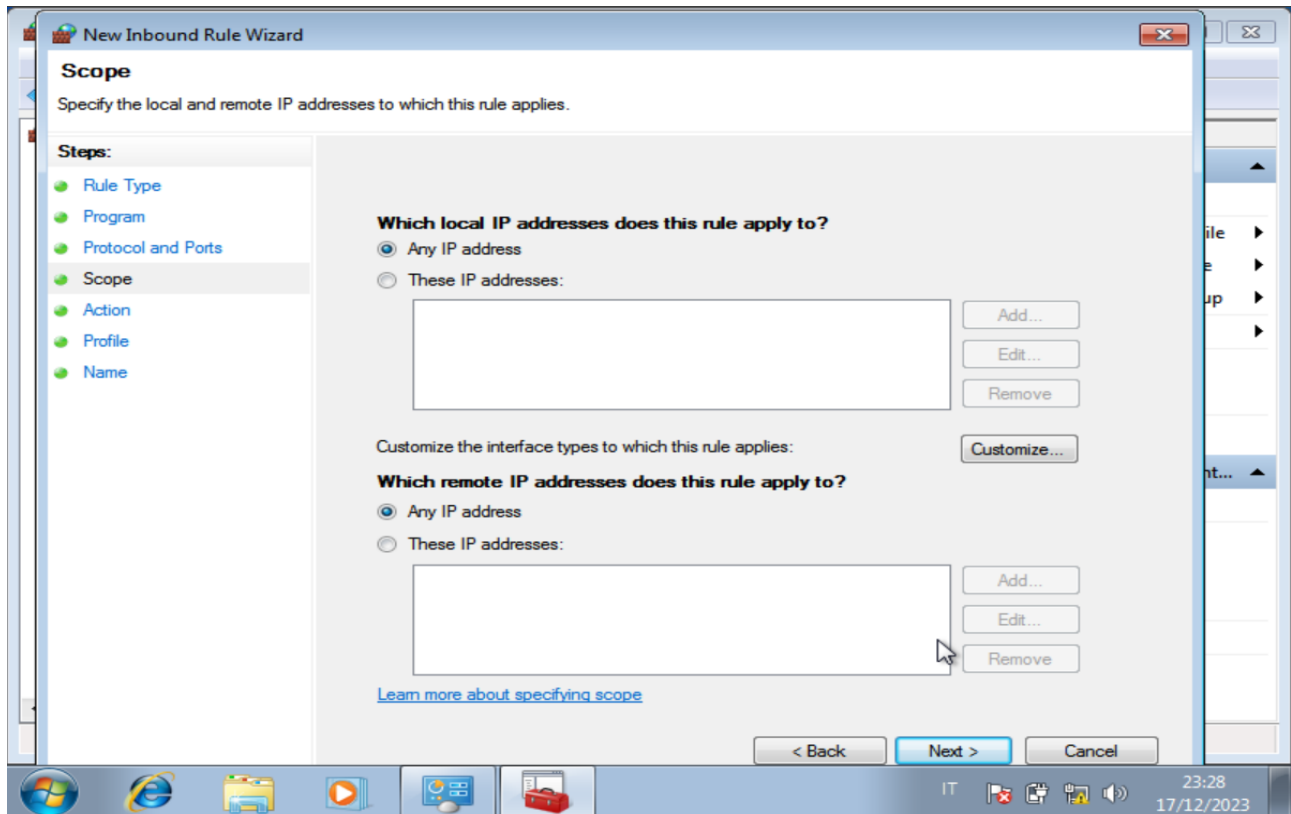 New Inbound Rule Wizard
Scope
Specify the local and remote IP addresses to which this rule applies.
Steps:
Rule Type
Program
Protocol and Ports
Scope
Action
Profile
Name
Which local IP addresses does this rule apply to?
Any IP address
These IP addresses:
Add...
Edit...
Remove
Customize the interface types to which this rule applies:
Customize...
Which remote IP addresses does this rule apply to?
Any IP address
These IP addresses:
Add...
Edit...
Remove
Learn more about specifying scope
< Back
Next >
Cancel
IT
23:28
17/12/2023